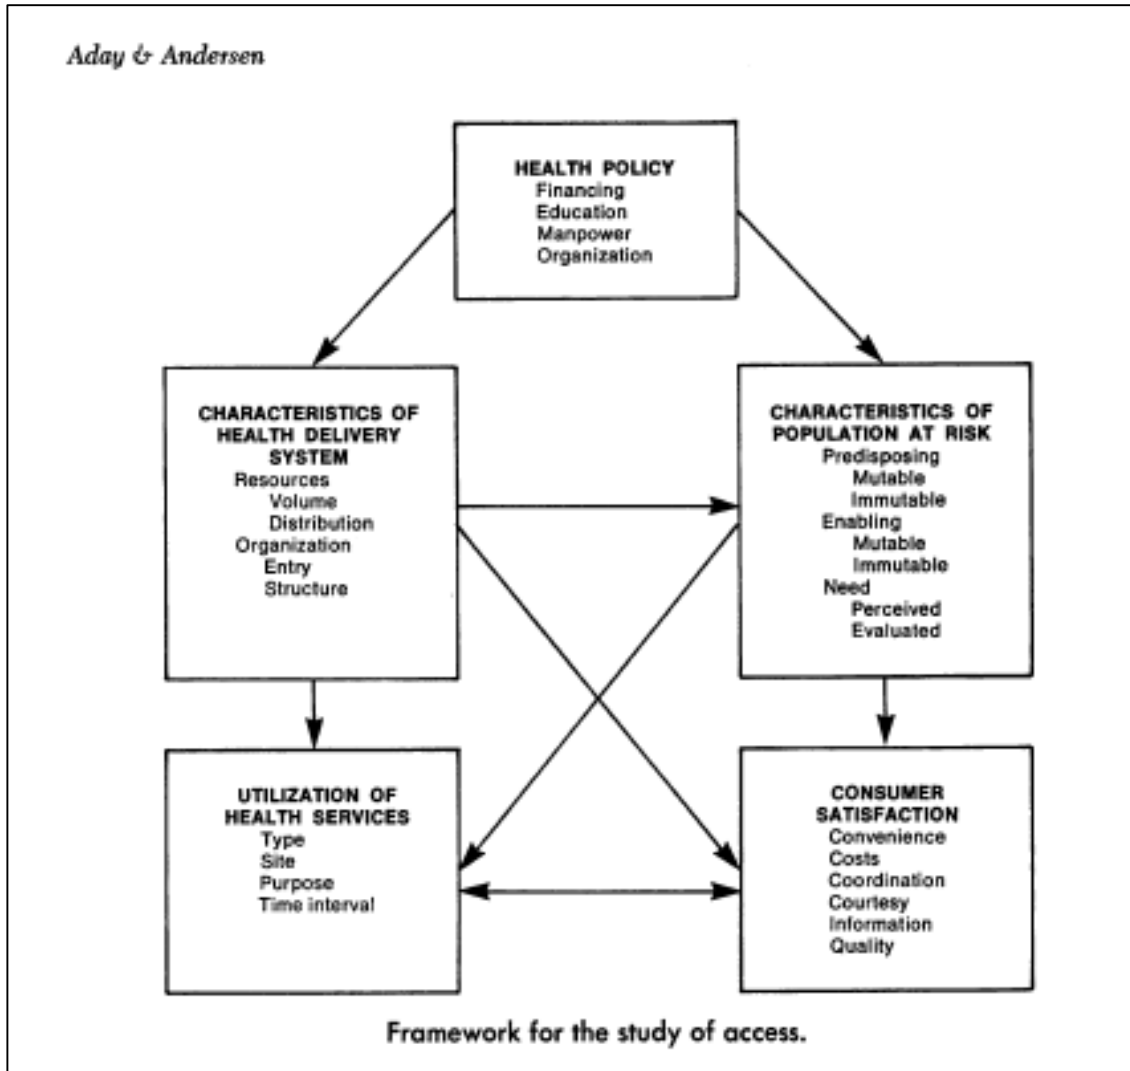 Aday & Andersen
HEALTH POLICY
Financing
Education
Manpower
Organization
CHARACTERISTICS OF
HEALTH DELIVERY
SYSTEM
Resources
Volume
Distribution
Organization
Entry
Structure
CHARACTERISTICS OF
POPULATION AT RISK
Predisposing
Mutable
Immutable
Enabling
Mutable
Immutable
Need
Perceived
Evaluated
UTILIZATION OF
HEALTH SERVICES
Type
Site
Purpose
Time interval
CONSUMER
SATISFACTION
Convenience
Costs
Coordination
Courtesy
Information
Quality
Framework for the study of access.